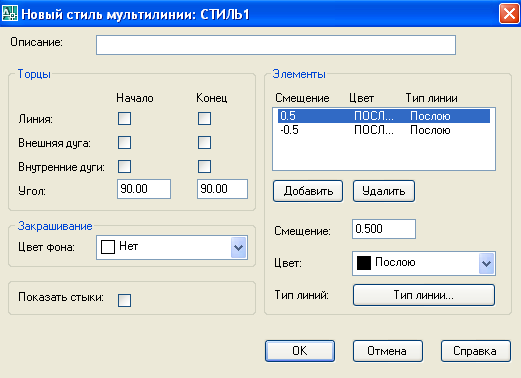 Новый стиль мультилинии: СТИЛЬ1
Описание:
Торцы
Начало Конец
Линия:
Внешняя дуга:
Внутренние дуги:
Угол: 90.00 90.00
Закрашивание
Цвет фона: Нет
Показать стыки:
Элементы
Смещение Цвет Тип линии
0.5 ПОСЛ... Послою
-0.5 ПОСЛ... Послою
Добавить Удалить
Смещение: 0.500
Цвет: Послою
Тип линий: Тип линии...
OK Отмена Справка